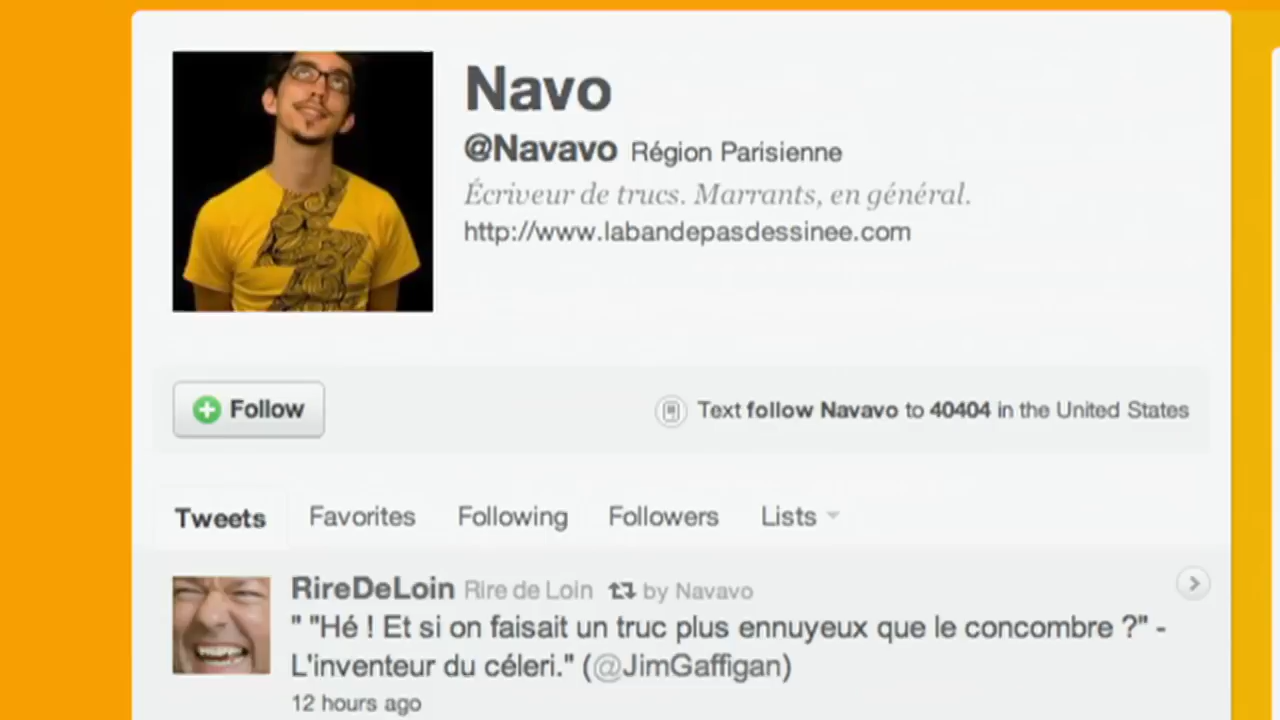 Navo
@Navavo Région Parisienne
Écriveur de trucs. Marrants, en général.
http://www.labandepasdessinee.com
Follow
Text follow Navavo to 40404 in the United States
Tweets Favorites Following Followers Lists
RireDeLoin Rire de Loin by Navavo
" "Hé ! Et si on faisait un truc plus ennuyeux que le concombre ?" -
L'inventeur du céleri." (@JimGaffigan)
12 hours ago